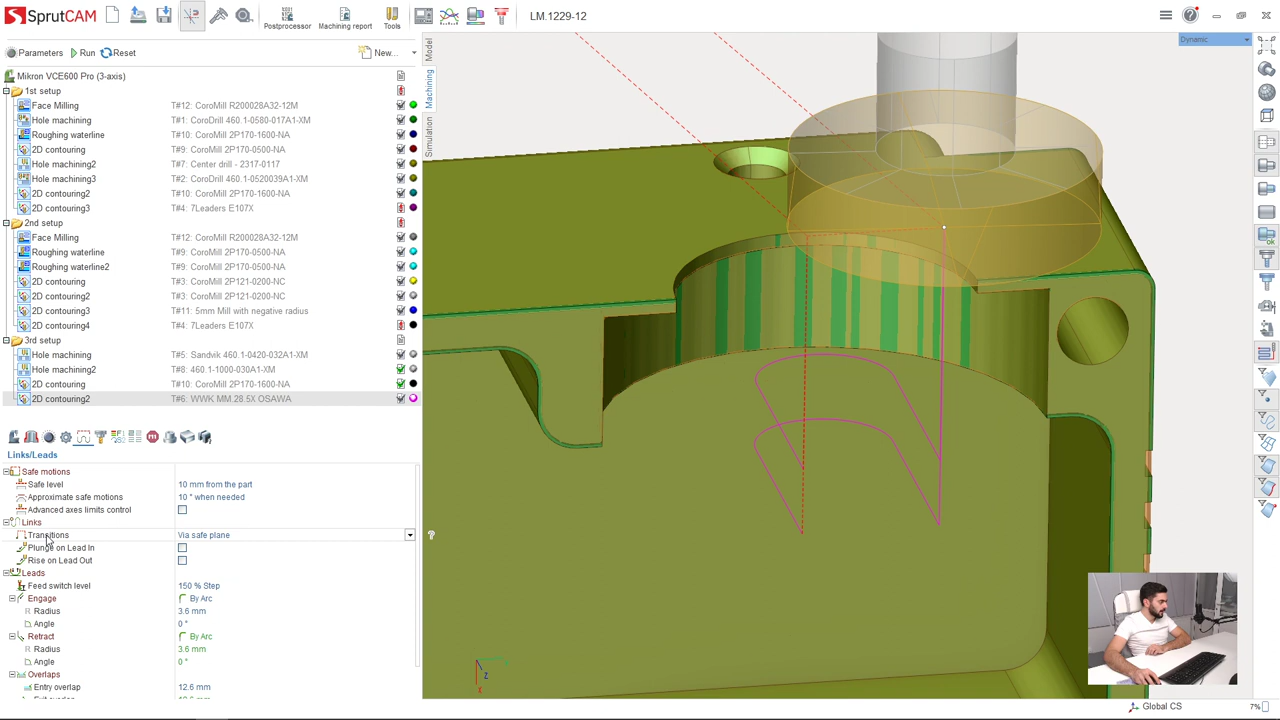 SprutCAM
Postprocessor
Machining report
Tools
LM.1229-12
Parameters
Run
Reset
New...
Dynamic
Model
Machining
Simulation
Mikron VCE600 Pro (3-axis)
1st setup
Face Milling T#12: CoroMill R200028A32-12M
Hole machining T#1: CoroDrill 460.1-0580-017A1-XM
Roughing waterline T#10: CoroMill 2P170-1600-NA
2D contouring T#9: CoroMill 2P170-0500-NA
Hole machining2 T#7: Center drill - 2317-0117
Hole machining3 T#2: CoroDrill 460.1-0520039A1-XM
2D contouring2 T#10: CoroMill 2P170-1600-NA
2D contouring3 T#4: 7Leaders E107X
2nd setup
Face Milling T#12: CoroMill R200028A32-12M
Roughing waterline T#9: CoroMill 2P170-0500-NA
Roughing waterline2 T#9: CoroMill 2P170-0500-NA
2D contouring T#3: CoroMill 2P121-0200-NC
2D contouring2 T#3: CoroMill 2P121-0200-NC
2D contouring3 T#11: 5mm Mill with negative radius
2D contouring4 T#4: 7Leaders E107X
3rd setup
Hole machining T#5: Sandvik 460.1-0420-032A1-XM
Hole machining2 T#8: 460.1-1000-030A1-XM
2D contouring T#10: CoroMill 2P170-1600-NA
2D contouring2 T#6: WWK MM.28.5X OSAWA
Links/Leads
Safe motions
Safe level 10 mm from the part
Approximate safe motions 10 ° when needed
Advanced axes limits control
Links
Transitions Via safe plane
Plunge on Lead In
Rise on Lead Out
Leads
Feed switch level 150 % Step
Engage By Arc
Radius 3.6 mm
Angle 0 °
Retract By Arc
Radius 3.6 mm
Angle 0 °
Overlaps
Entry overlap 12.6 mm
Z
X
Global CS
7%